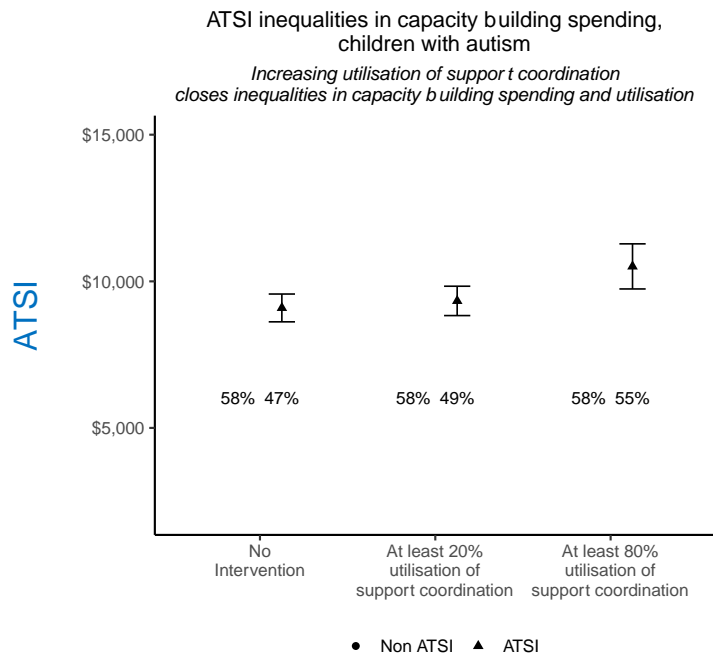 ATSI inequalities in capacity building spending,
children with autism
Increasing utilisation of support coordination
closes inequalities in capacity building spending and utilisation
$15,000
$10,000
$5,000
ATSI
58% 47%
58% 49%
58% 55%
No
Intervention
At least 20%
utilisation of
support coordination
At least 80%
utilisation of
support coordination
Non ATSI
ATSI